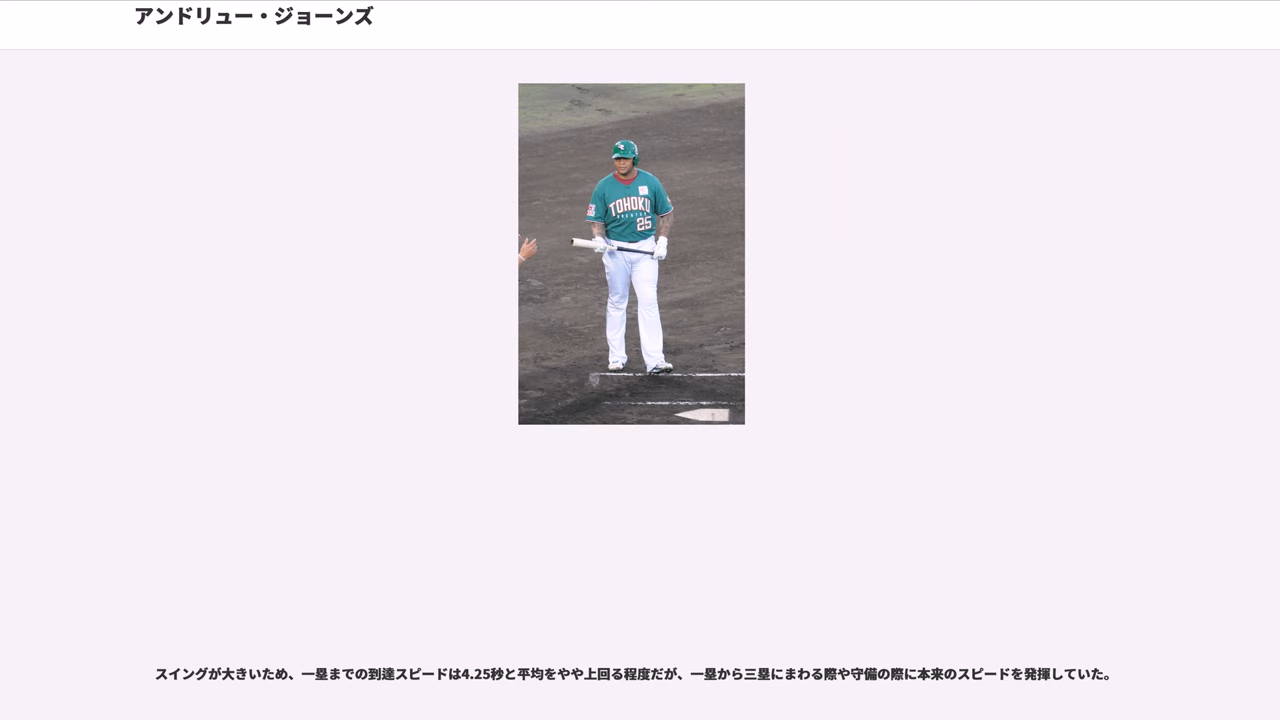 アンドリュー・ジョーンズ
TOHOKU
25
スイングが大きいため、一塁までの到達スピードは4.25秒と平均をやや上回る程度だが、一塁から三塁にまわる際や守備の際に本来のスピードを発揮していた。